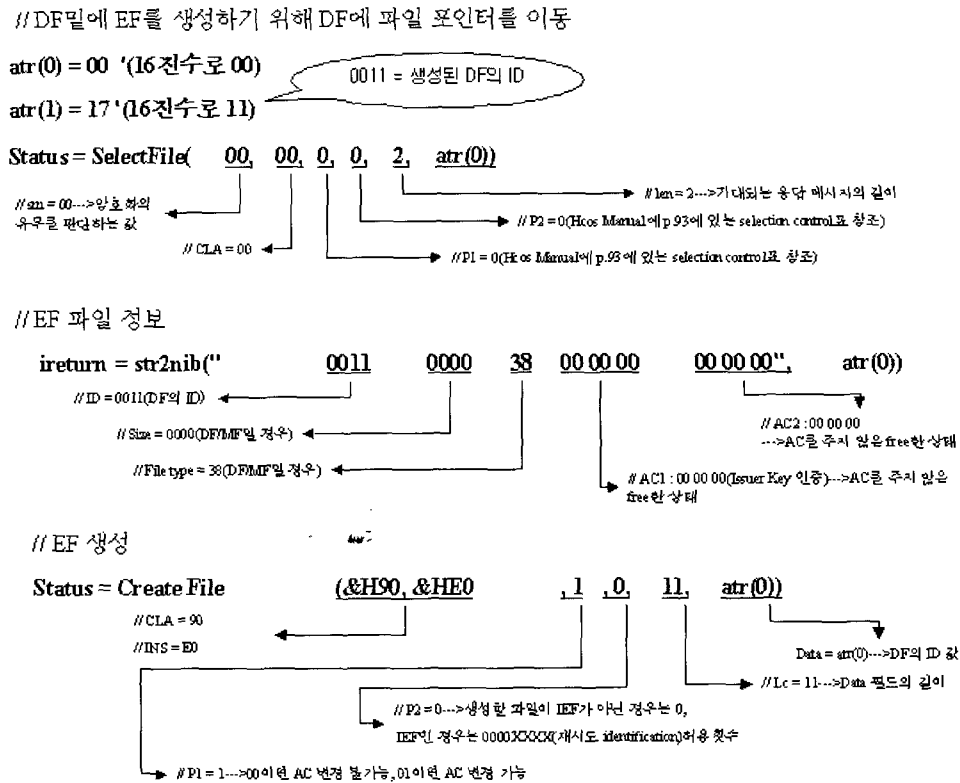 //DF밑에 EF를 생성하기 위해 DF에 파일 포인터를 이동
atr(0) = 00 '(16진수로 00)
0011 = 생성된 DF의 ID
atr(1) = 17 '(16진수로 11)
Status = SelectFile( 00, 00, 0, 0, 2, atr(0))
//len = 2--->기대되는 응답 메시지의 길이
//sm = 00--->암호화의
유무를 판단하는 값
//P2 = 0(Hcos Manual에 p.93에 있는 selection control표 참조)
//CLA = 00
//P1 = 0(Hcos Manual에 p.93에 있는 selection control표 참조)
//EF 파일 정보
ireturn = str2nib(" 0011 0000 38 00 00 00 00 00 00", atr(0))
//ID = 0011(DF의 ID)
//AC2 : 00 00 00
--->AC를 주지 않은 free한 상태
//Size = 0000(DF/MF일 경우)
//File type = 38(DF/MF일 경우)
//AC1 : 00 00 00(Issuer Key 인증)--->AC를 주지 않은
free한 상태
//EF 생성
Status = Create File (&H90, &HE0 ,1 ,0, 11, atr(0))
//CLA = 90
//INS = E0
Data = atr(0)--->DF의 ID 값
//Lc = 11--->Data 필드의 길이
//P2 = 0--->생성할 파일이 IEF가 아닌 경우는 0,
IEF인 경우는 0000XXXX(재시도 identification)허용 횟수
//P1 = 1--->00이면 AC 변경 불가능, 01이면 AC 변경 가능